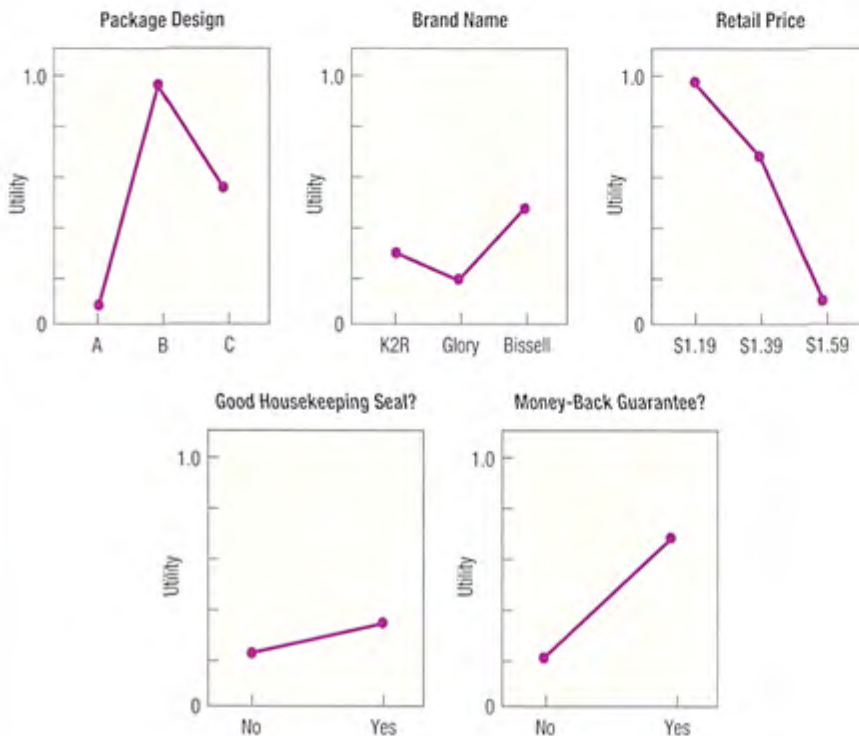 Package Design
Brand Name
Retail Price
1.0
Utility
0
A B C
1.0
Utility
0
K2R Glory Bissell
1.0
Utility
0
$1.19 $1.39 $1.59
Good Housekeeping Seal?
Money-Back Guarantee?
1.0
Utility
0
No Yes
1.0
Utility
0
No Yes